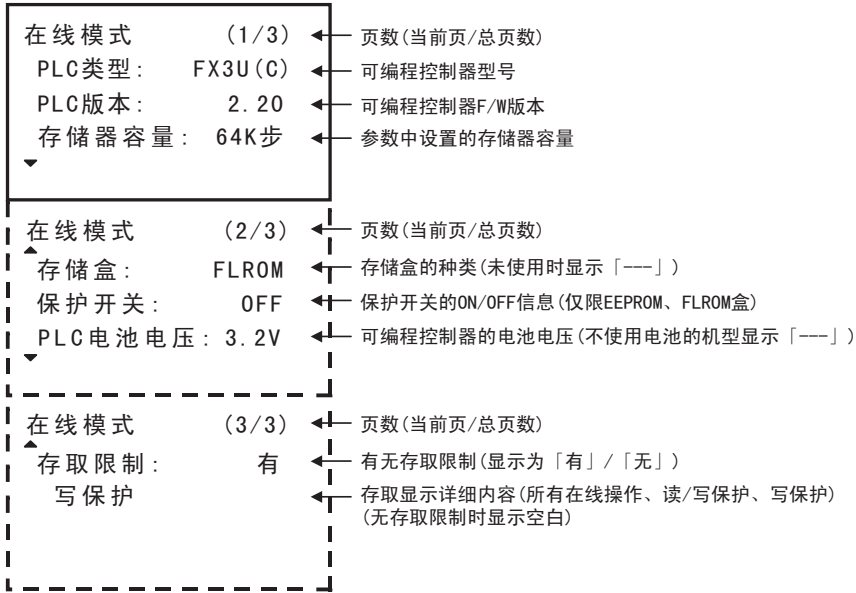 在线模式 (1/3) 页数(当前页/总页数)
PLC类型: FX3U(C) 可编程控制器型号
PLC版本: 2.20 可编程控制器F/W版本
存储器容量: 64K步 参数中设置的存储器容量
在线模式 (2/3) 页数(当前页/总页数)
存储盒: FLROM 存储盒的种类(未使用时显示「---」)
保护开关: OFF 保护开关的ON/OFF信息(仅限EEPROM、FLROM盒)
PLC电池电压: 3.2V 可编程控制器的电池电压(不使用电池的机型显示「---」)
在线模式 (3/3) 页数(当前页/总页数)
存取限制: 有 有无存取限制(显示为「有」/「无」)
写保护 存取显示详细内容(所有在线操作、读/写保护、写保护)
(无存取限制时显示空白)